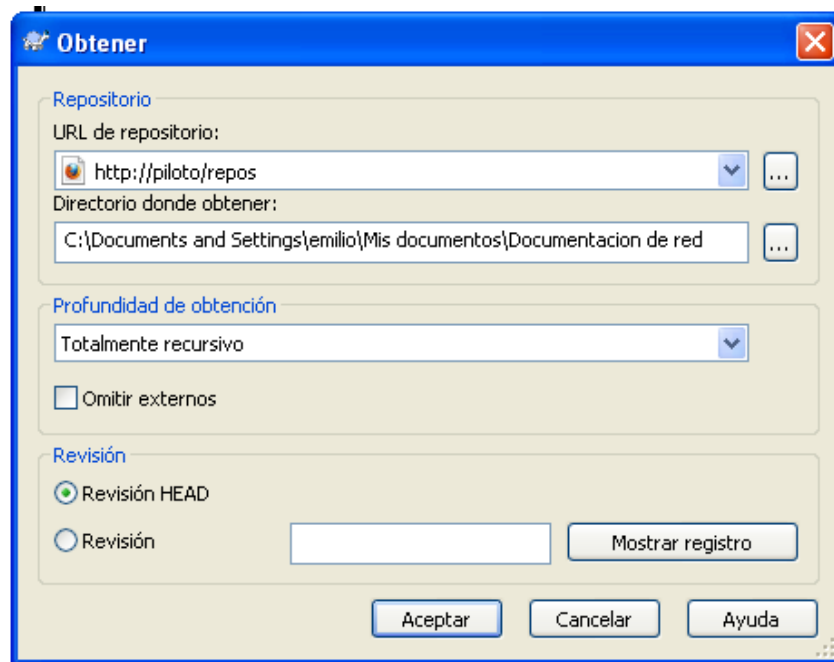 Obtener
Repositorio
URL de repositorio:
http://piloto/repos
...
Directorio donde obtener:
C:\Documents and Settings\emilio\Mis documentos\Documentacion de red
...
Profundidad de obtención
Totalmente recursivo
Omitir externos
Revisión
Revisión HEAD
Revisión
Mostrar registro
Aceptar Cancelar Ayuda